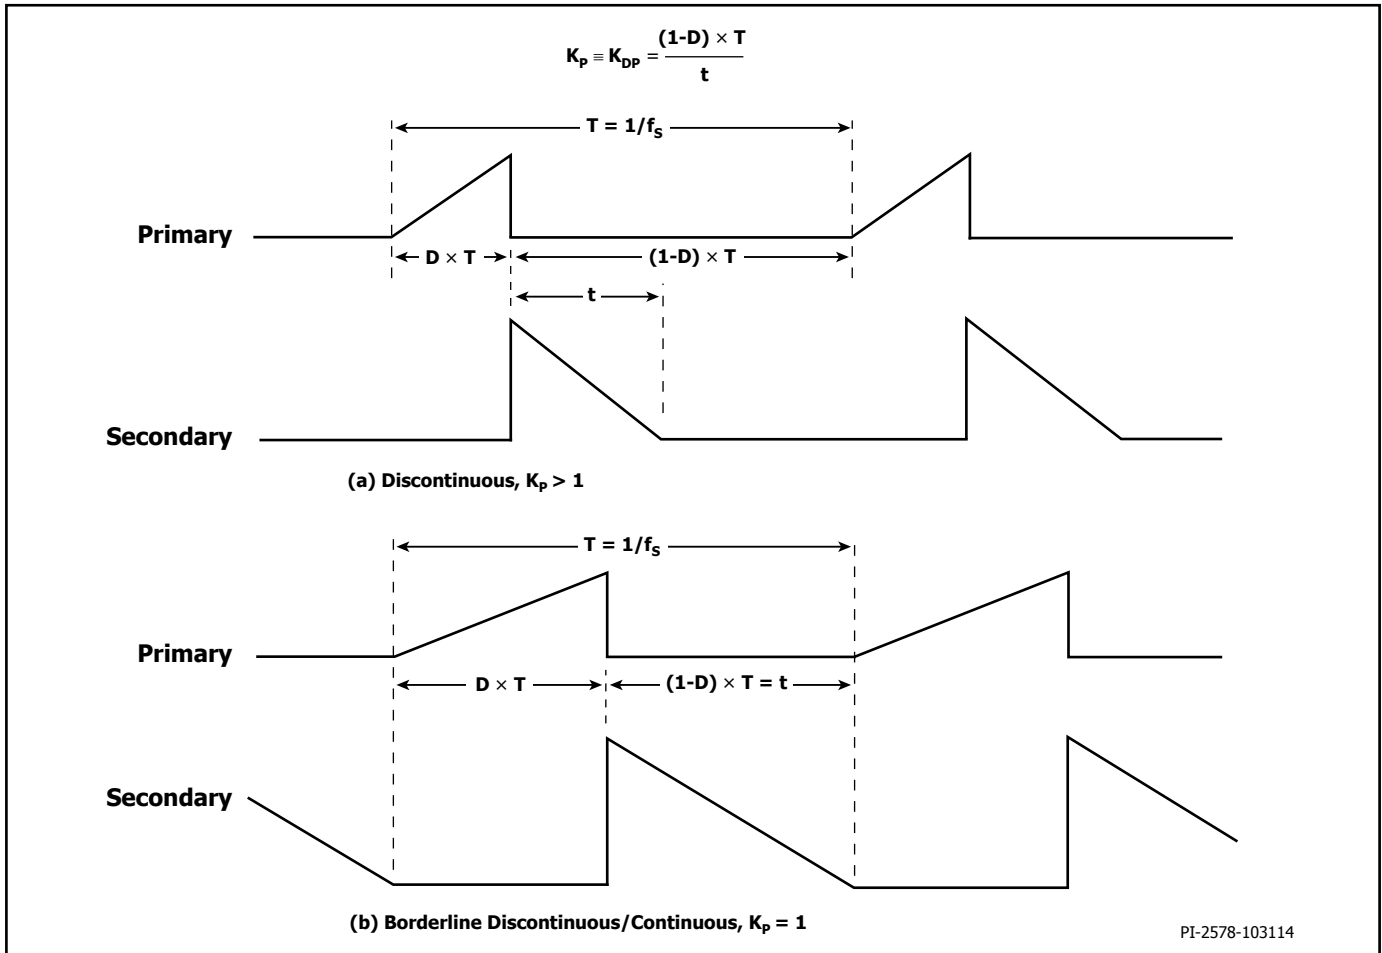 K_P ≡ K_DP = (1-D) × T / t
T = 1/f_S
Primary
D × T
(1-D) × T
t
Secondary
(a) Discontinuous, K_P > 1
T = 1/f_S
Primary
D × T
(1-D) × T = t
Secondary
(b) Borderline Discontinuous/Continuous, K_P = 1
PI-2578-103114